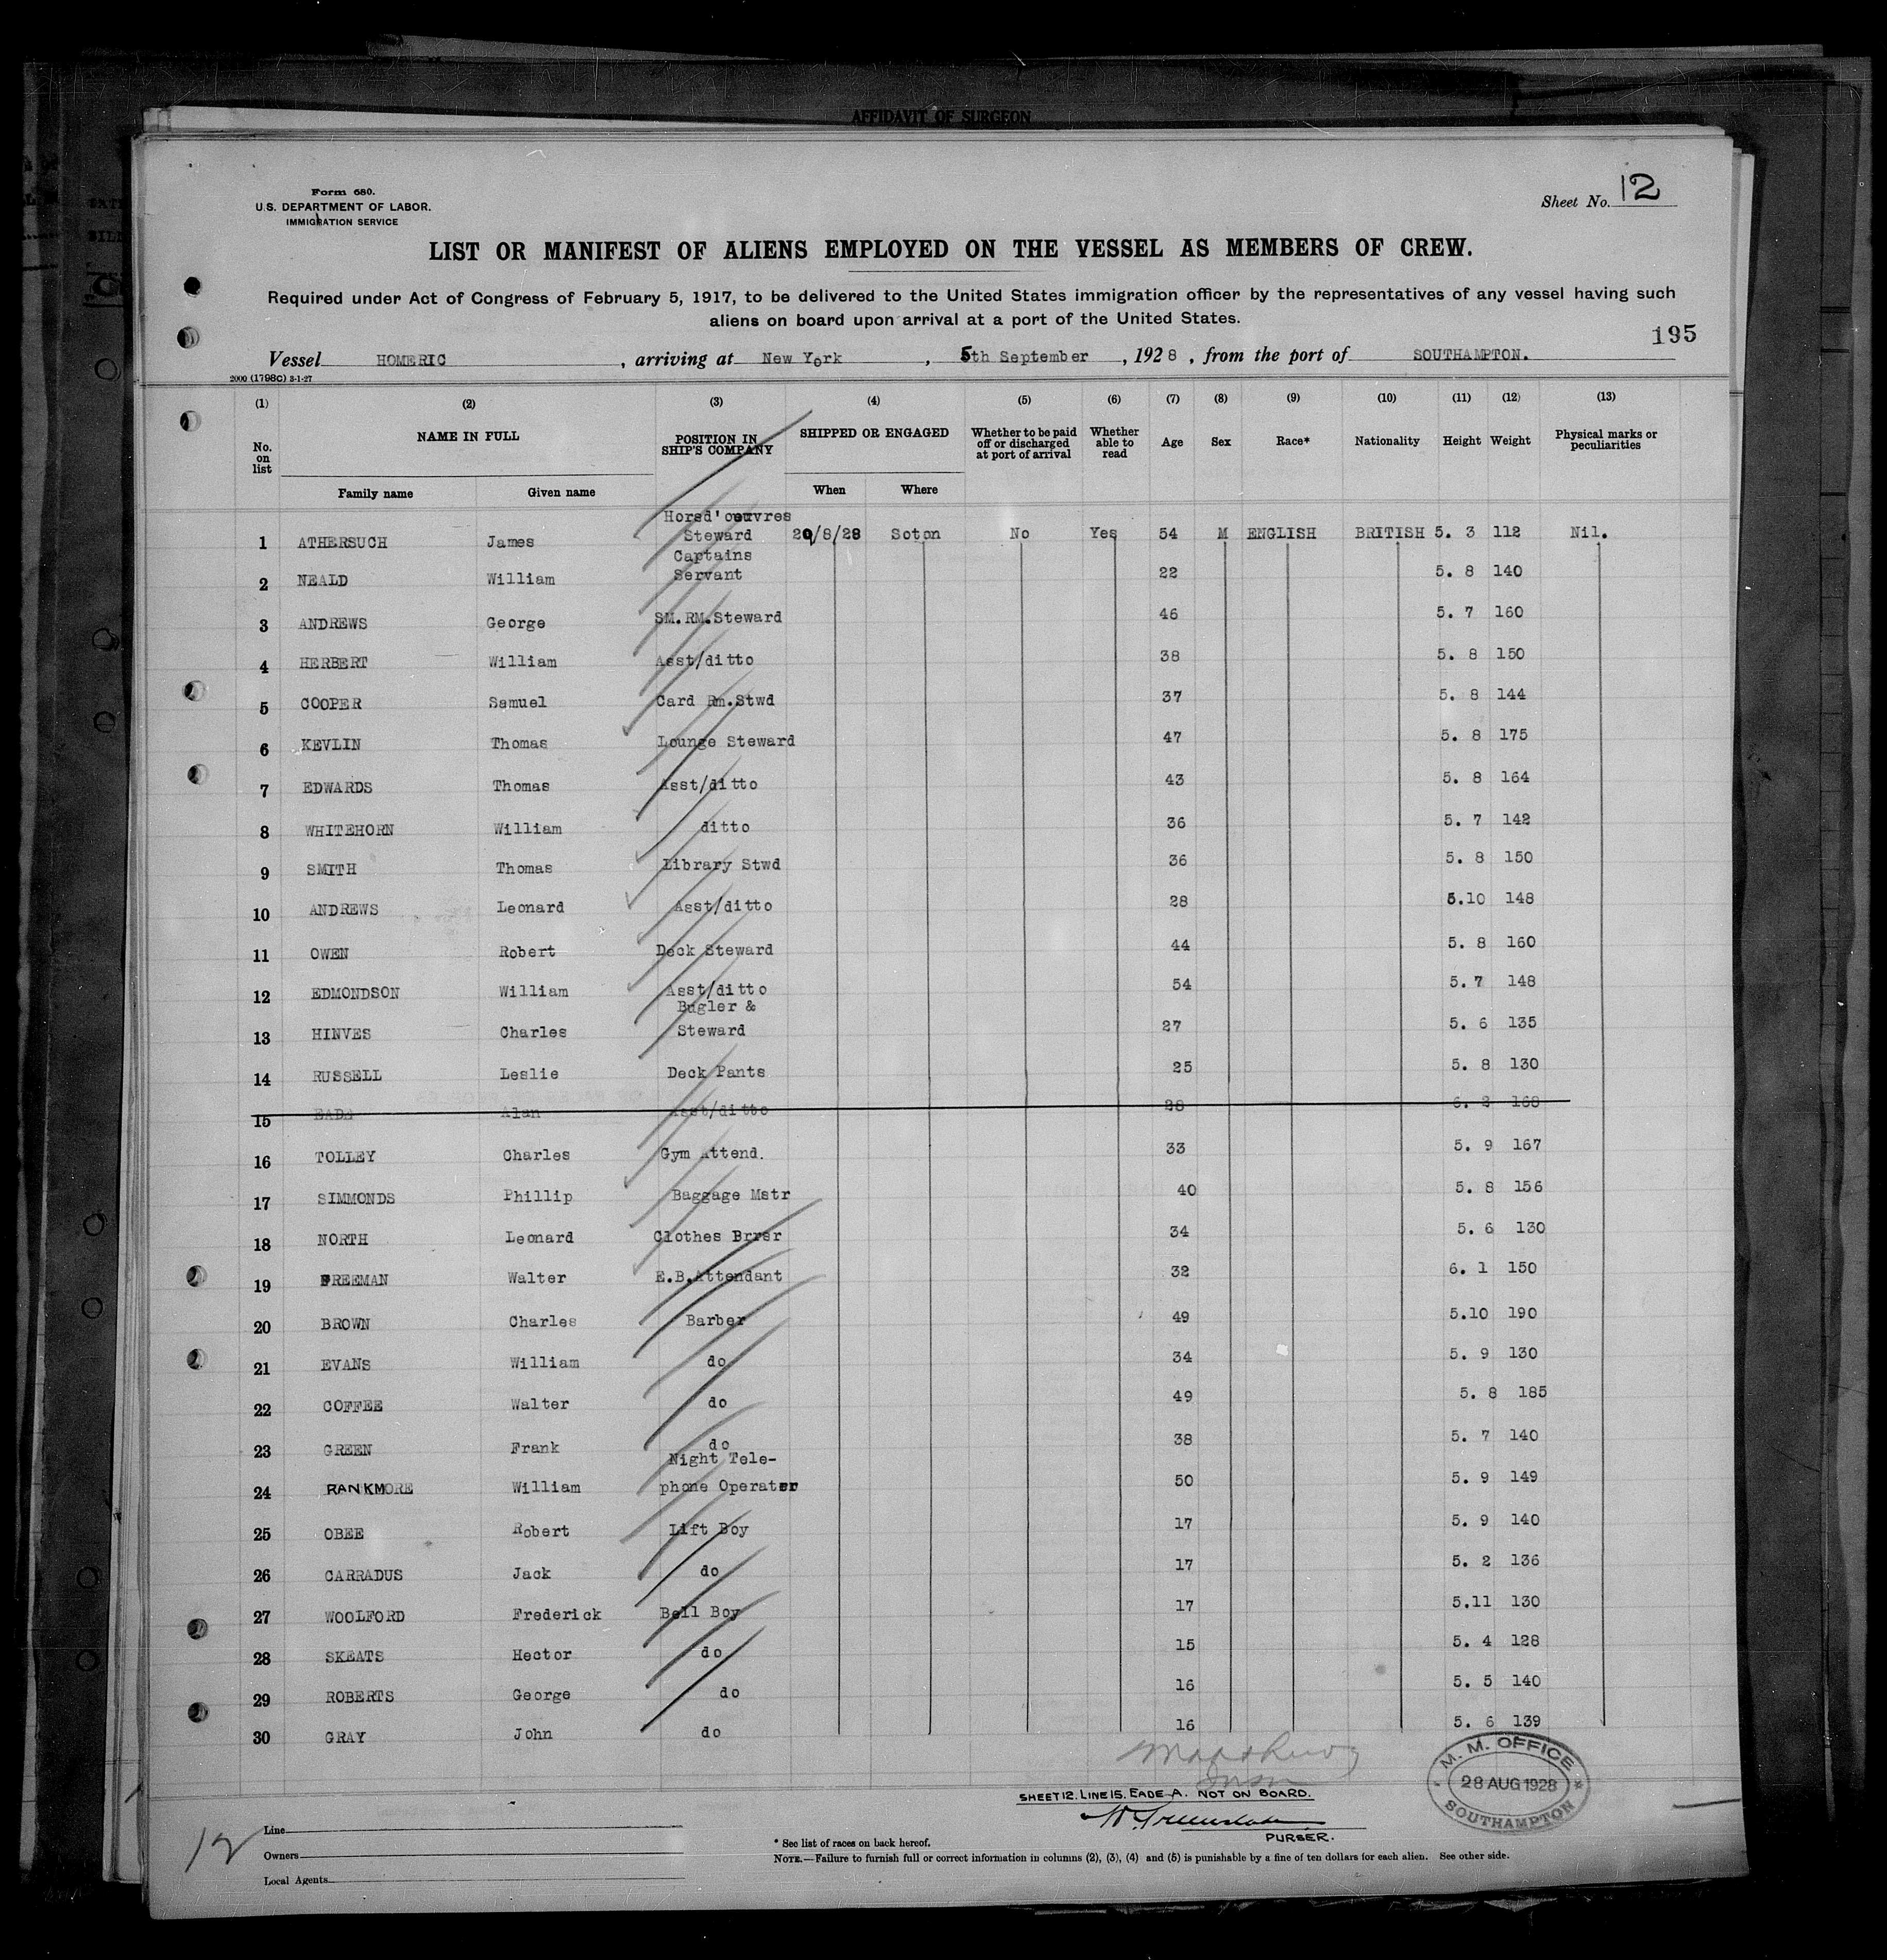 AFFIDAVIT OF SURGEON
Form 680.
U.S. DEPARTMENT OF LABOR.
IMMIGRATION SERVICE
Sheet No. 12
LIST OR MANIFEST OF ALIENS EMPLOYED ON THE VESSEL AS MEMBERS OF CREW.
Required under Act of Congress of February 5, 1917, to be delivered to the United States immigration officer by the representatives of any vessel having such
aliens on board upon arrival at a port of the United States.
195
Vessel HOMERIC, arriving at New York, 5th September, 1928, from the port of SOUTHAMPTON.
2000 (1798C) 3-1-27
(1) (2) (3) (4) (5) (6) (7) (8) (9) (10) (11) (12) (13)
No. on list NAME IN FULL POSITION IN SHIP'S COMPANY SHIPPED OR ENGAGED Whether to be paid off or discharged at port of arrival Whether able to read Age Sex Race* Nationality Height Weight Physical marks or peculiarities
Family name Given name When Where
1 ATHERSUCH James Horsd'oeuvres Steward 29/8/28 Soton No Yes 54 M ENGLISH BRITISH 5. 3 112 Nil.
2 NEALD William Captains Servant 22 5. 8 140
3 ANDREWS George SM.RM.Steward 46 5. 7 160
4 HERBERT William Asst/ditto 38 5. 8 150
5 COOPER Samuel Card Rm.Stwd 37 5. 8 144
6 KEVLIN Thomas Lounge Steward 47 5. 8 175
7 EDWARDS Thomas Asst/ditto 43 5. 8 164
8 WHITEHORN William ditto 36 5. 7 142
9 SMITH Thomas Library Stwd 36 5. 8 150
10 ANDREWS Leonard Asst/ditto 28 5.10 148
11 OWEN Robert Deck Steward 44 5. 8 160
12 EDMONDSON William Asst/ditto 54 5. 7 148
13 HINVES Charles Bugler & Steward 27 5. 6 135
14 RUSSELL Leslie Deck Pants 25 5. 8 130
15 EADE Alan Asst/ditto 28 6. 2 168
16 TOLLEY Charles Gym Attend. 33 5. 9 167
17 SIMMONDS Phillip Baggage Mstr 40 5. 8 156
18 NORTH Leonard Clothes Brrsr 34 5. 6 130
19 FREEMAN Walter E.B.Attendant 32 6. 1 150
20 BROWN Charles Barber 49 5.10 190
21 EVANS William do 34 5. 9 130
22 COFFEE Walter do 49 5. 8 185
23 GREEN Frank do 38 5. 7 140
24 RANKMORE William Night Tele- phone Operator 50 5. 9 149
25 OBEE Robert Lift Boy 17 5. 9 140
26 CARRADUS Jack do 17 5. 2 136
27 WOOLFORD Frederick Bell Boy 17 5.11 130
28 SKEATS Hector do 15 5. 4 128
29 ROBERTS George do 16 5. 5 140
30 GRAY John do 16 5. 6 139
M. M. OFFICE
28 AUG 1928
SOUTHAMPTON
SHEET 12. LINE 15. EADE A. NOT ON BOARD.
PURSER.
12
Line
Owners
Local Agents
* See list of races on back hereof.
NOTE.—Failure to furnish full or correct information in columns (2), (3), (4) and (5) is punishable by a fine of ten dollars for each alien. See other side.